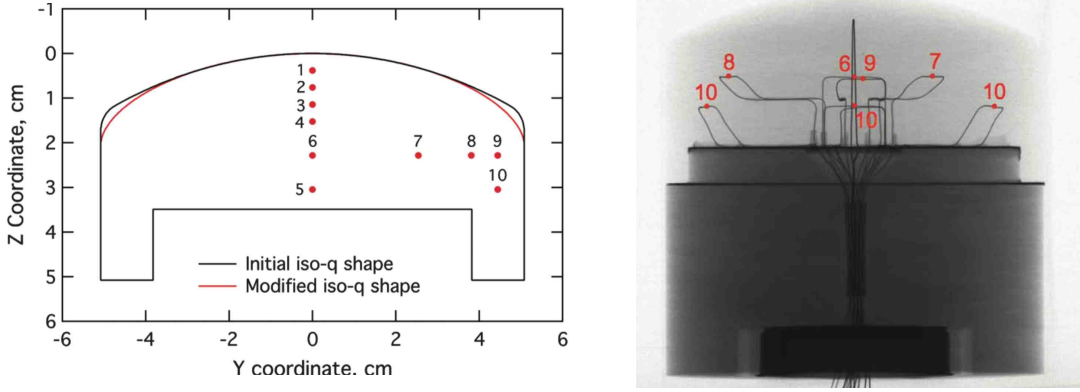 -1
0
1
2
3
4
5
6
Z Coordinate, cm
1
2
3
4
6 7 8 9
10
5
Initial iso-q shape
Modified iso-q shape
-6 -4 -2 0 2 4 6
Y coordinate, cm
8 6 9 7
10 10
10